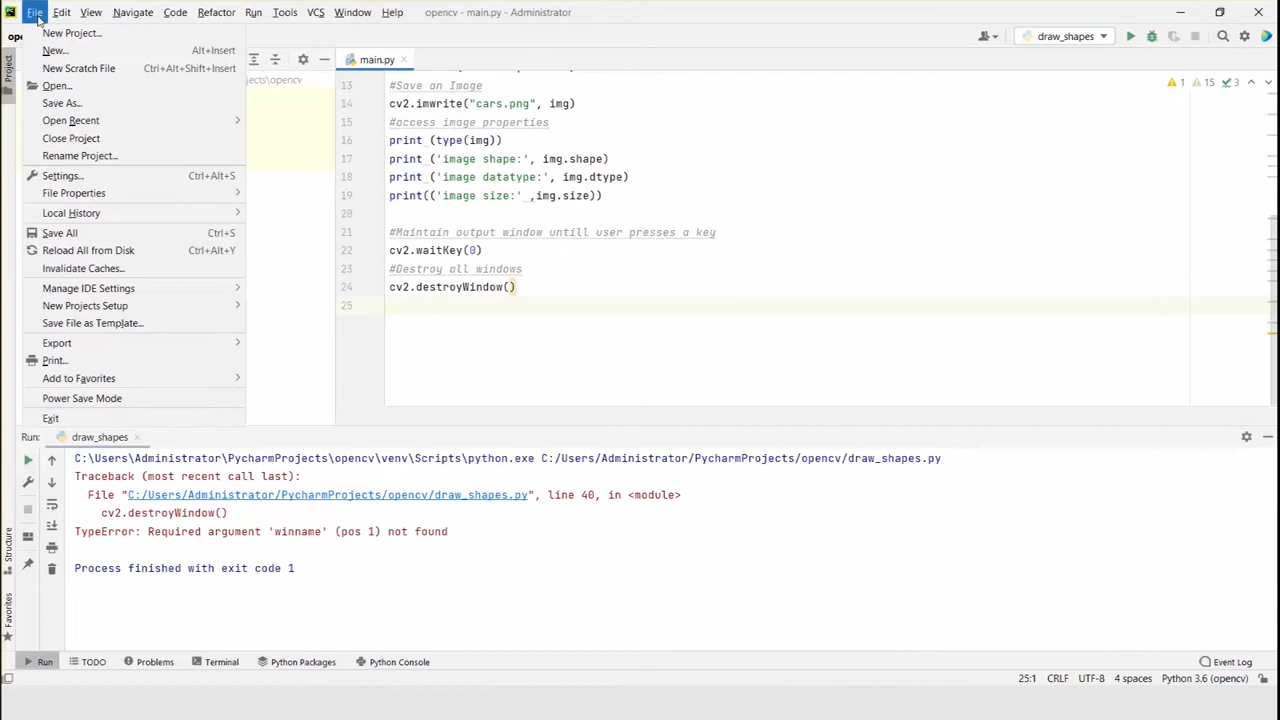 File Edit View Navigate Code Refactor Run Tools VCS Window Help opencv - main.py - Administrator
draw_shapes
New Project...
New... Alt+Insert
New Scratch File Ctrl+Alt+Shift+Insert
Open...
Save As...
Open Recent
Close Project
Rename Project...
Settings... Ctrl+Alt+S
File Properties
Local History
Save All Ctrl+S
Reload All from Disk Ctrl+Alt+Y
Invalidate Caches...
Manage IDE Settings
New Projects Setup
Save File as Template...
Export
Print...
Add to Favorites
Power Save Mode
Exit
Project
Structure
Favorites
main.py
1 15 3
13 #Save an Image
14 cv2.imwrite("cars.png", img)
15 #access image properties
16 print_(type(img))
17 print_('image shape:', img.shape)
18 print_('image datatype:', img.dtype)
19 print(('image size:'_,img.size))
20
21 #Maintain output window untill user presses a key
22 cv2.waitKey(0)
23 #Destroy all windows
24 cv2.destroyWindow()
25
Run: draw_shapes
C:\Users\Administrator\PycharmProjects\opencv\venv\Scripts\python.exe C:/Users/Administrator/PycharmProjects/opencv/draw_shapes.py
Traceback (most recent call last):
File "C:/Users/Administrator/PycharmProjects/opencv/draw_shapes.py", line 40, in <module>
cv2.destroyWindow()
TypeError: Required argument 'winname' (pos 1) not found
Process finished with exit code 1
Run TODO Problems Terminal Python Packages Python Console Event Log
25:1 CRLF UTF-8 4 spaces Python 3.6 (opencv)